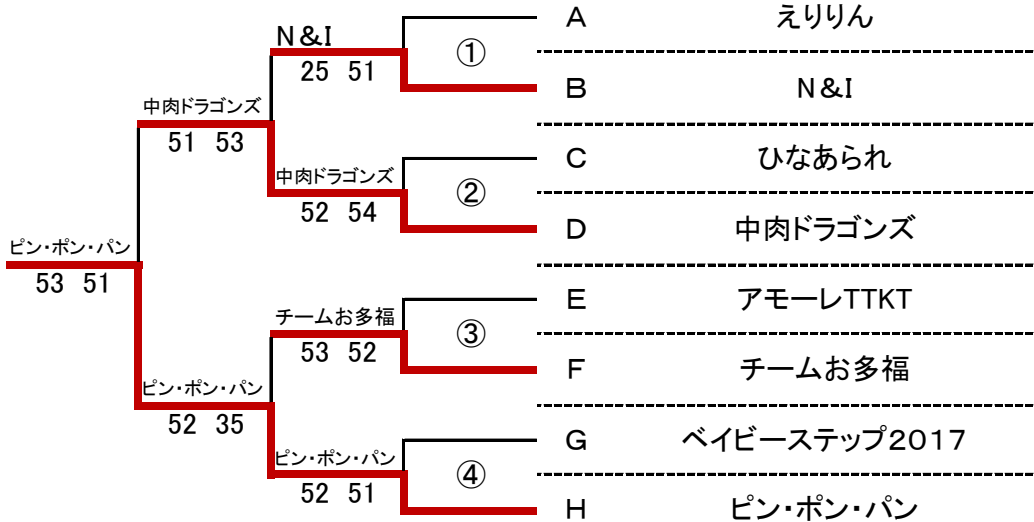 A えりりん
N&I
25 51
①
B N&I
中肉ドラゴンズ
51 53
C ひなあられ
中肉ドラゴンズ
52 54
②
D 中肉ドラゴンズ
ピン・ポン・パン
53 51
E アモーレTTKT
チームお多福
53 52
③
F チームお多福
ピン・ポン・パン
52 35
G ベイビーステップ2017
ピン・ポン・パン
52 51
④
H ピン・ポン・パン